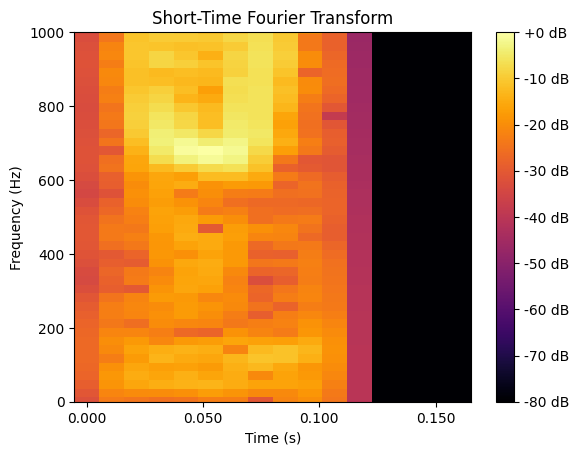 Short-Time Fourier Transform
1000
800
600
400
200
0
Frequency (Hz)
0.000
0.050
0.100
0.150
Time (s)
+0 dB
-10 dB
-20 dB
-30 dB
-40 dB
-50 dB
-60 dB
-70 dB
-80 dB